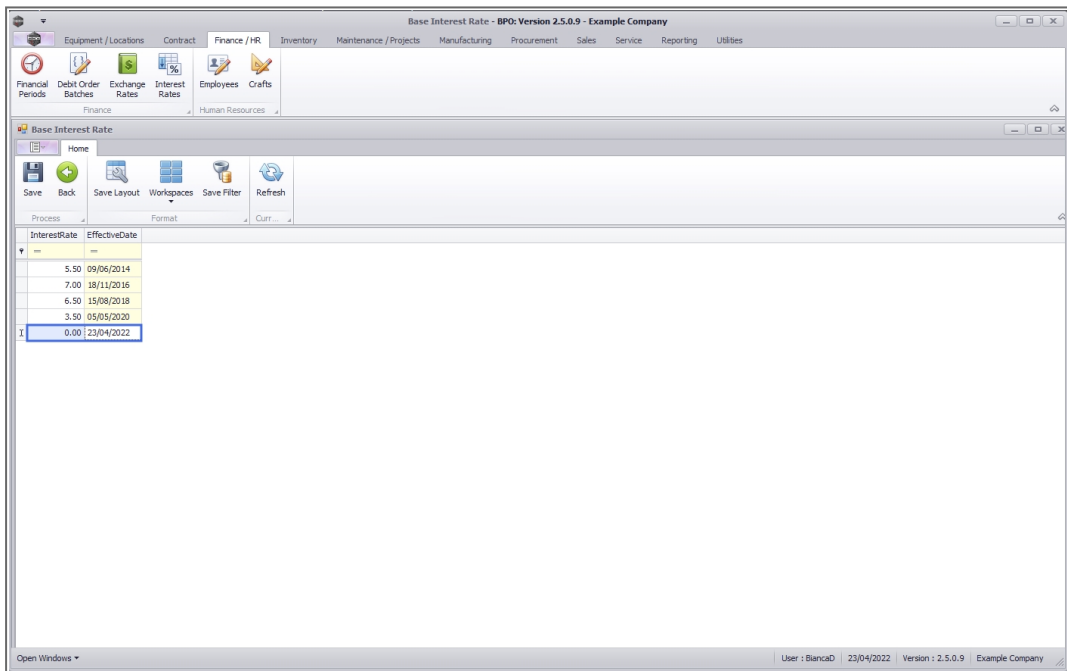 Base Interest Rate - BPO: Version 2.5.0.9 - Example Company
Equipment / Locations Contract Finance / HR Inventory Maintenance / Projects Manufacturing Procurement Sales Service Reporting Utilities
Financial Periods Debit Order Batches Exchange Rates Interest Rates Employees Crafts
Finance Human Resources
Base Interest Rate
Home
Save Back Save Layout Workspaces Save Filter Refresh
Process Format Curr...
InterestRate EffectiveDate
= =
5.50 09/06/2014
7.00 18/11/2016
6.50 15/08/2018
3.50 05/05/2020
0.00 23/04/2022
Open Windows User : BiancaD 23/04/2022 Version : 2.5.0.9 Example Company